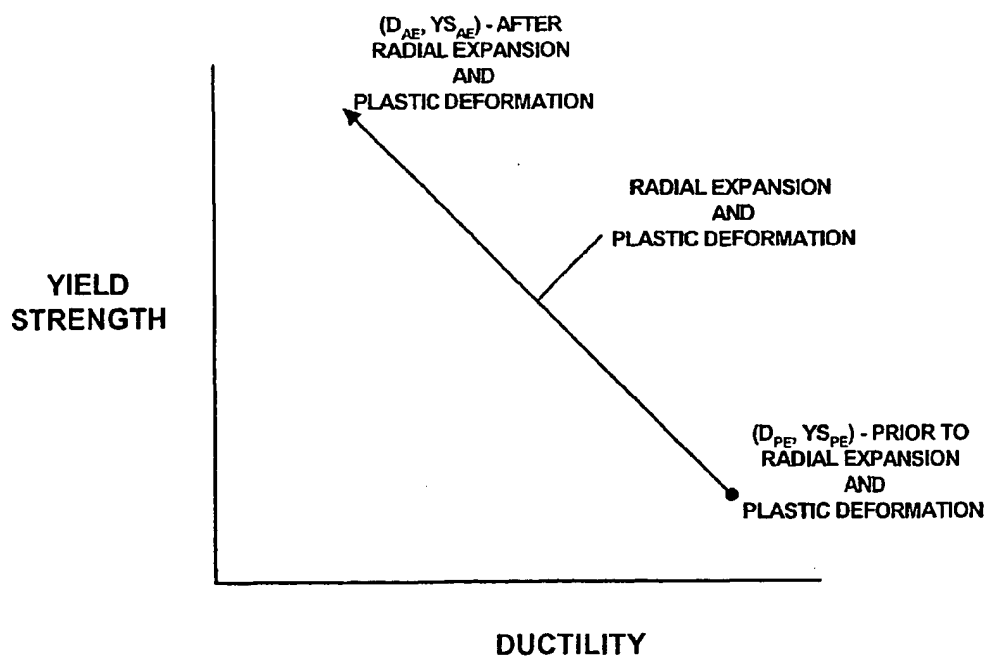 (D_AE, YS_AE) - AFTER
RADIAL EXPANSION
AND
PLASTIC DEFORMATION
RADIAL EXPANSION
AND
PLASTIC DEFORMATION
YIELD
STRENGTH
(D_PE, YS_PE) - PRIOR TO
RADIAL EXPANSION
AND
PLASTIC DEFORMATION
DUCTILITY